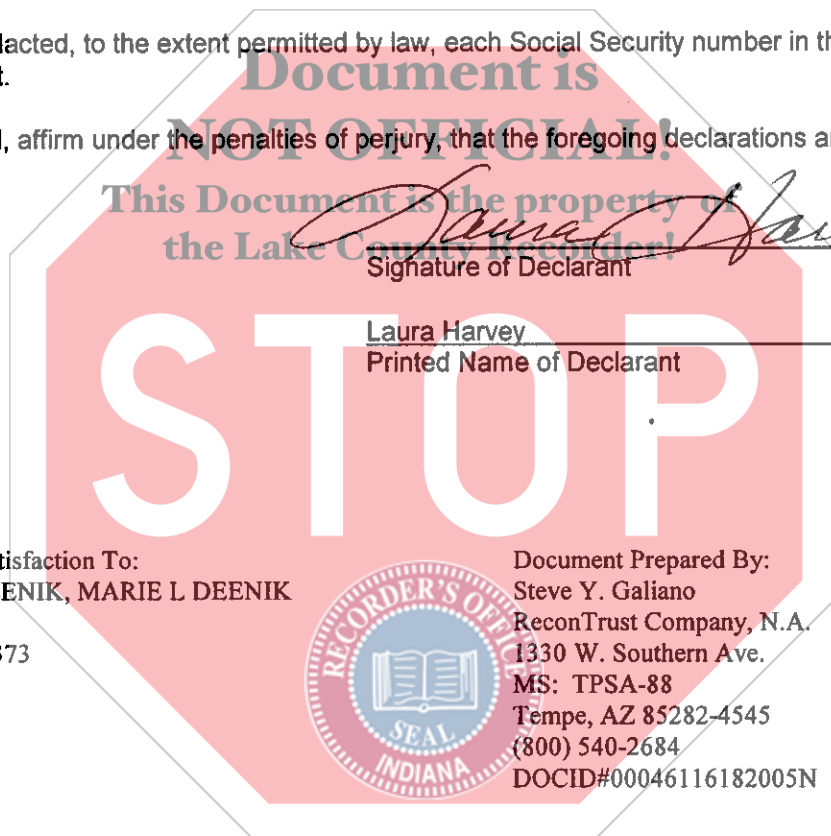 dacted, to the extent permitted by law, each Social Security number in th
t.
Document is
NOT OFFICIAL!
l, affirm under the penalties of perjury, that the foregoing declarations a
This Document is the property of
the Lake County Recorder!
Laura Har
Signature of Declarant
Laura Harvey
Printed Name of Declarant
STOP
tisfaction To:
ENIK, MARIE L DEENIK
373
RECORDER'S OFFICE
SEAL
INDIANA
Document Prepared By:
Steve Y. Galiano
ReconTrust Company, N.A.
1330 W. Southern Ave.
MS: TPSA-88
Tempe, AZ 85282-4545
(800) 540-2684
DOCID#00046116182005N